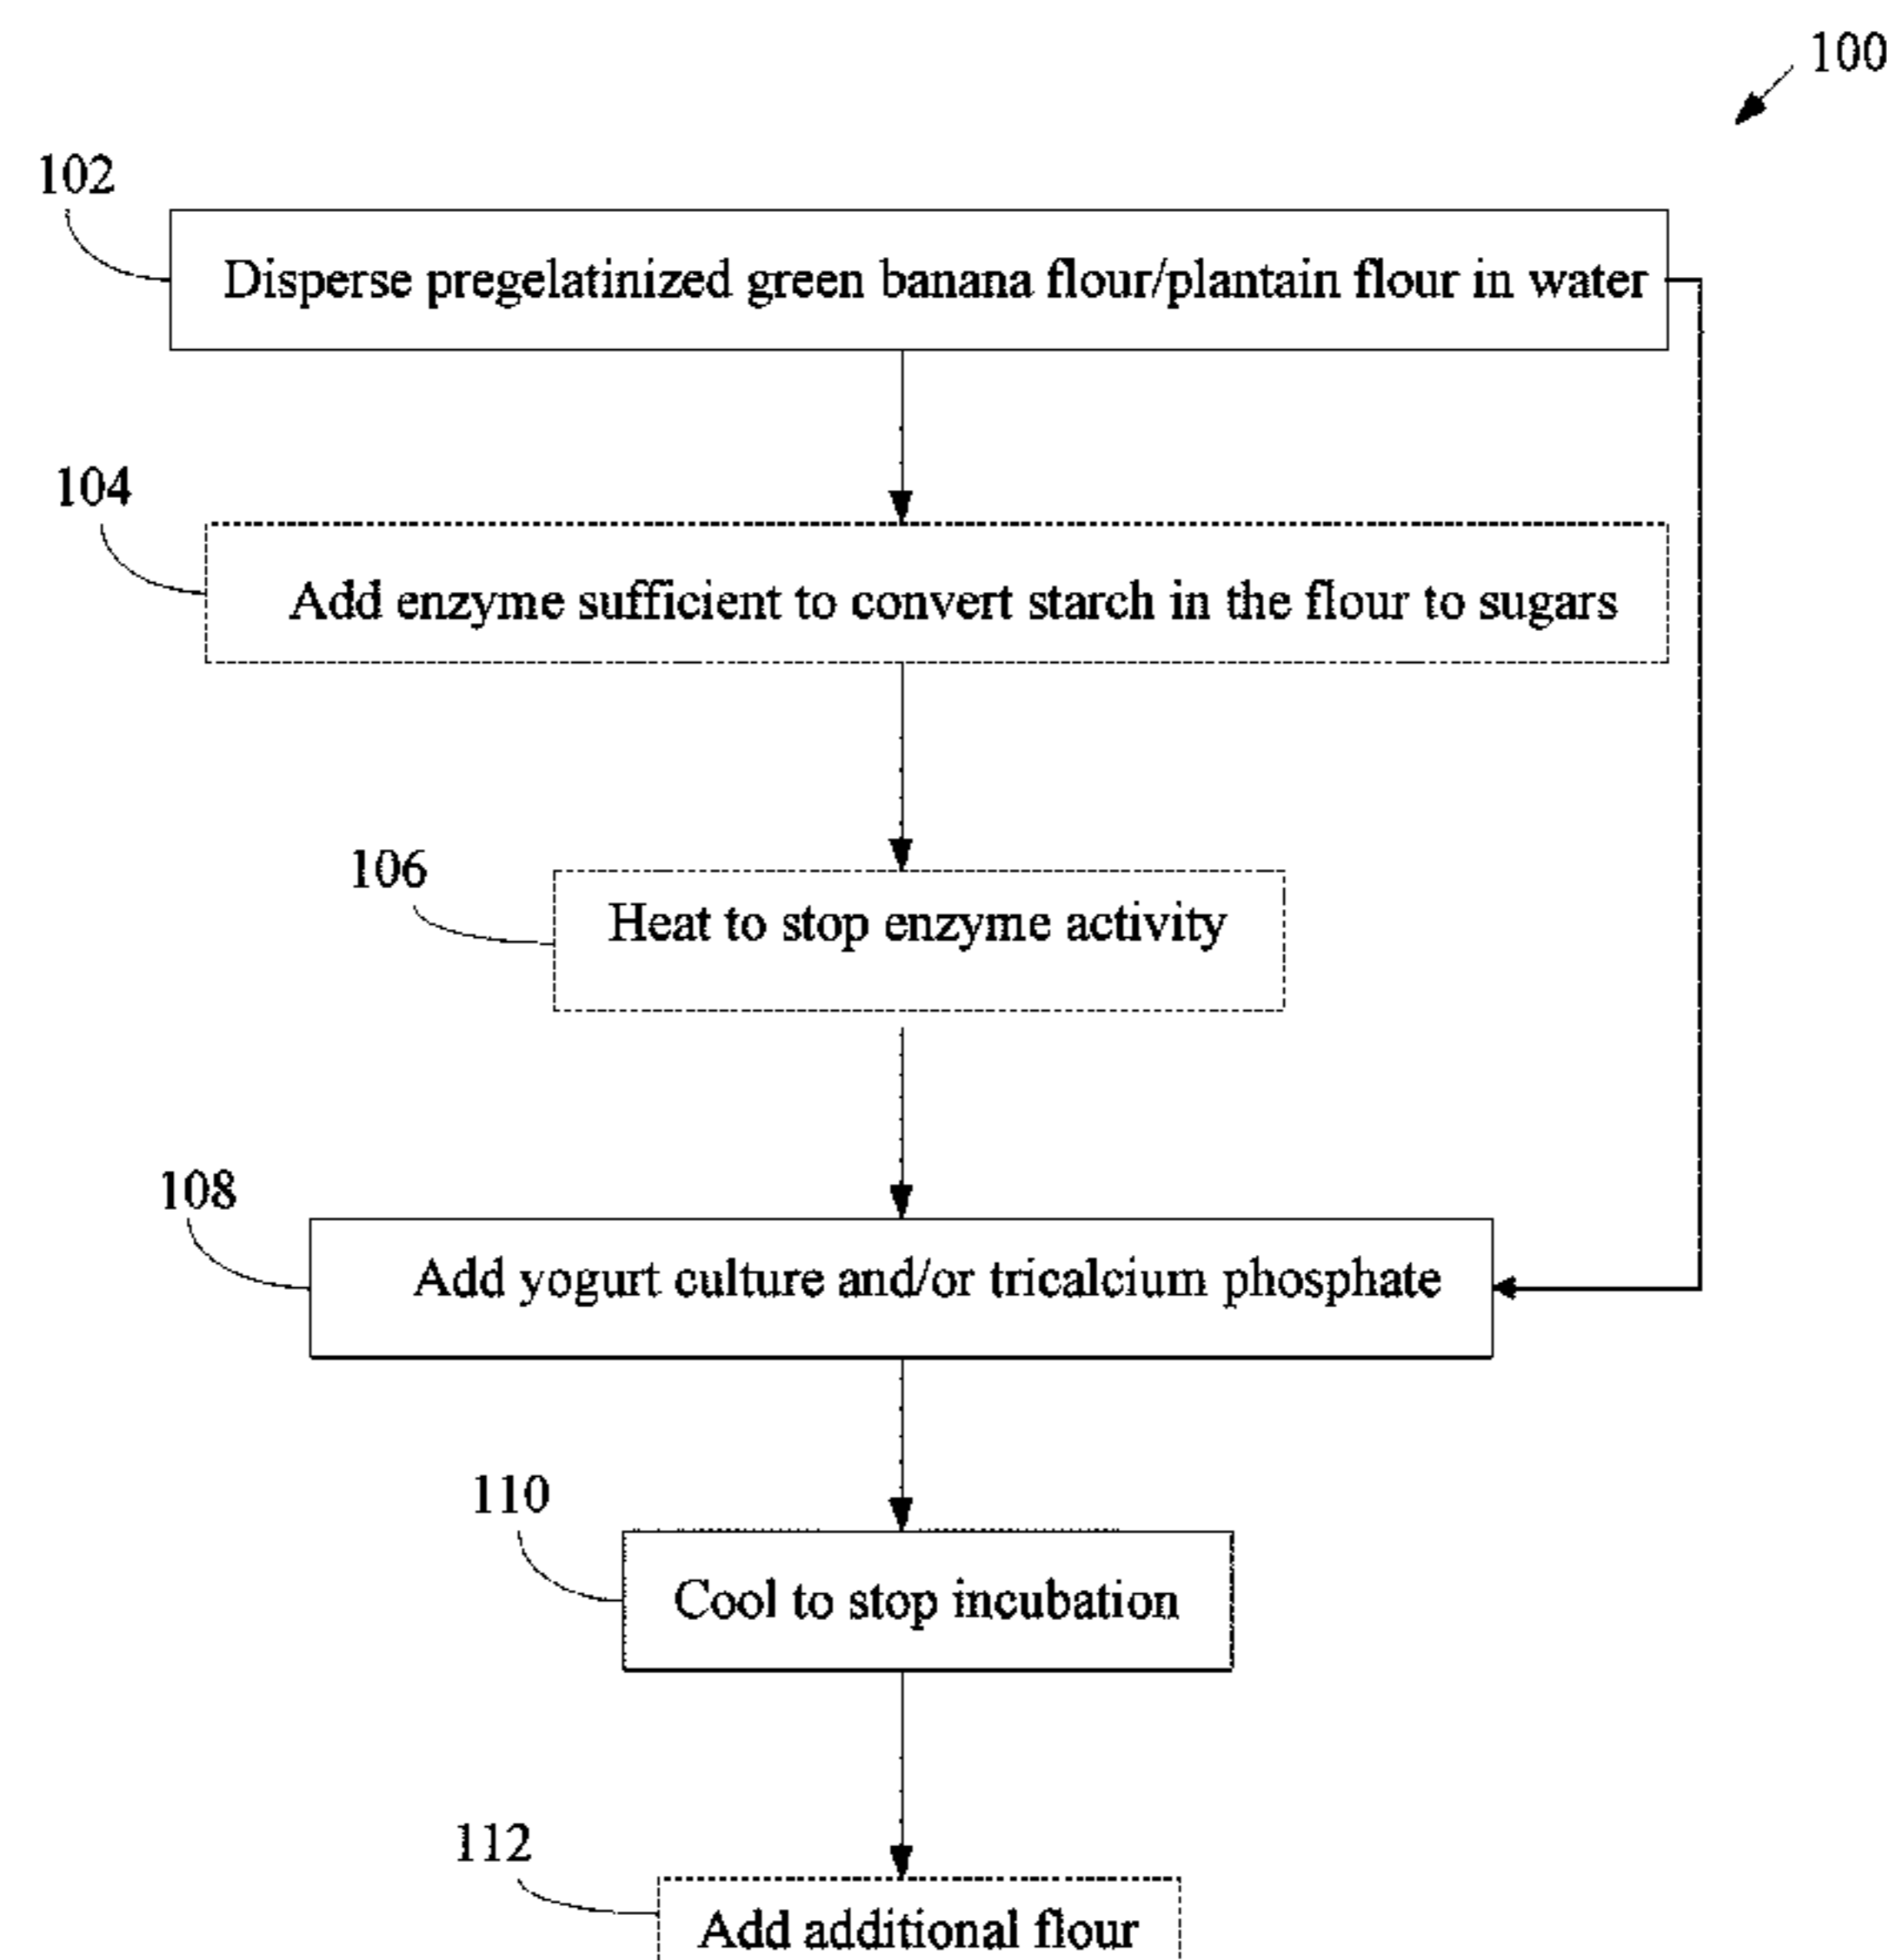 100
102
Disperse pregelatinized green banana flour/plantain flour in water
104
Add enzyme sufficient to convert starch in the flour to sugars
106
Heat to stop enzyme activity
108
Add yogurt culture and/or tricalcium phosphate
110
Cool to stop incubation
112
Add additional flour